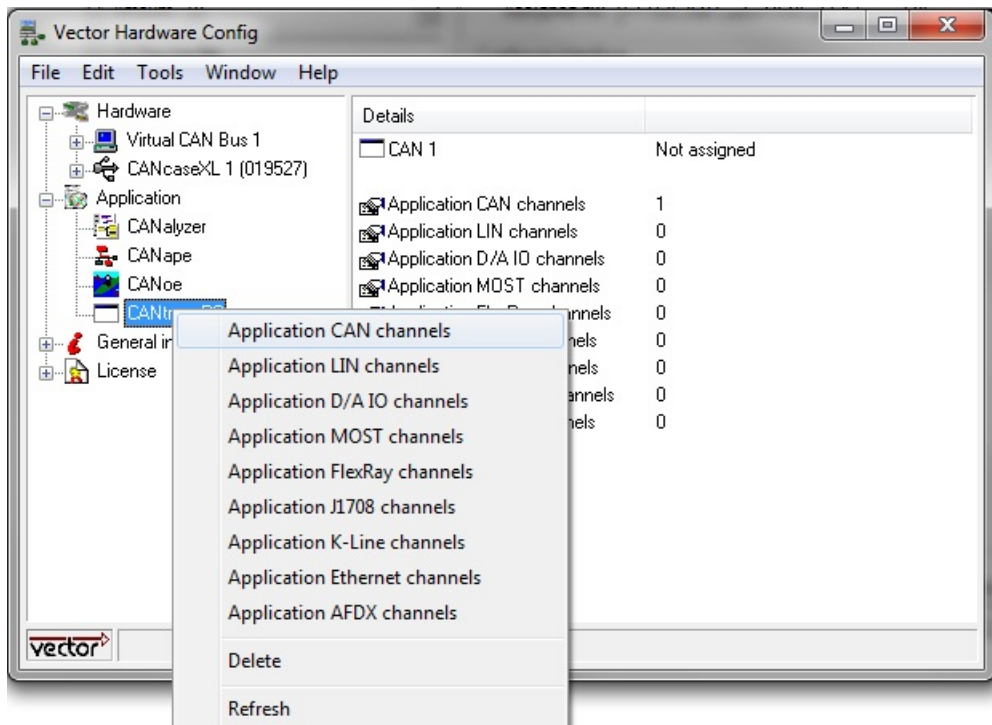 Vector Hardware Config
File Edit Tools Window Help
Hardware
Virtual CAN Bus 1
CANcaseXL 1 (019527)
Application
CANalyzer
CANape
CANoe
License
Details
CAN 1 Not assigned
Application CAN channels 1
Application LIN channels 0
Application D/A IO channels 0
Application MOST channels 0
0
0
0
0
0
Application CAN channels
Application LIN channels
Application D/A IO channels
Application MOST channels
Application FlexRay channels
Application J1708 channels
Application K-Line channels
Application Ethernet channels
Application AFDX channels
Delete
Refresh
vector